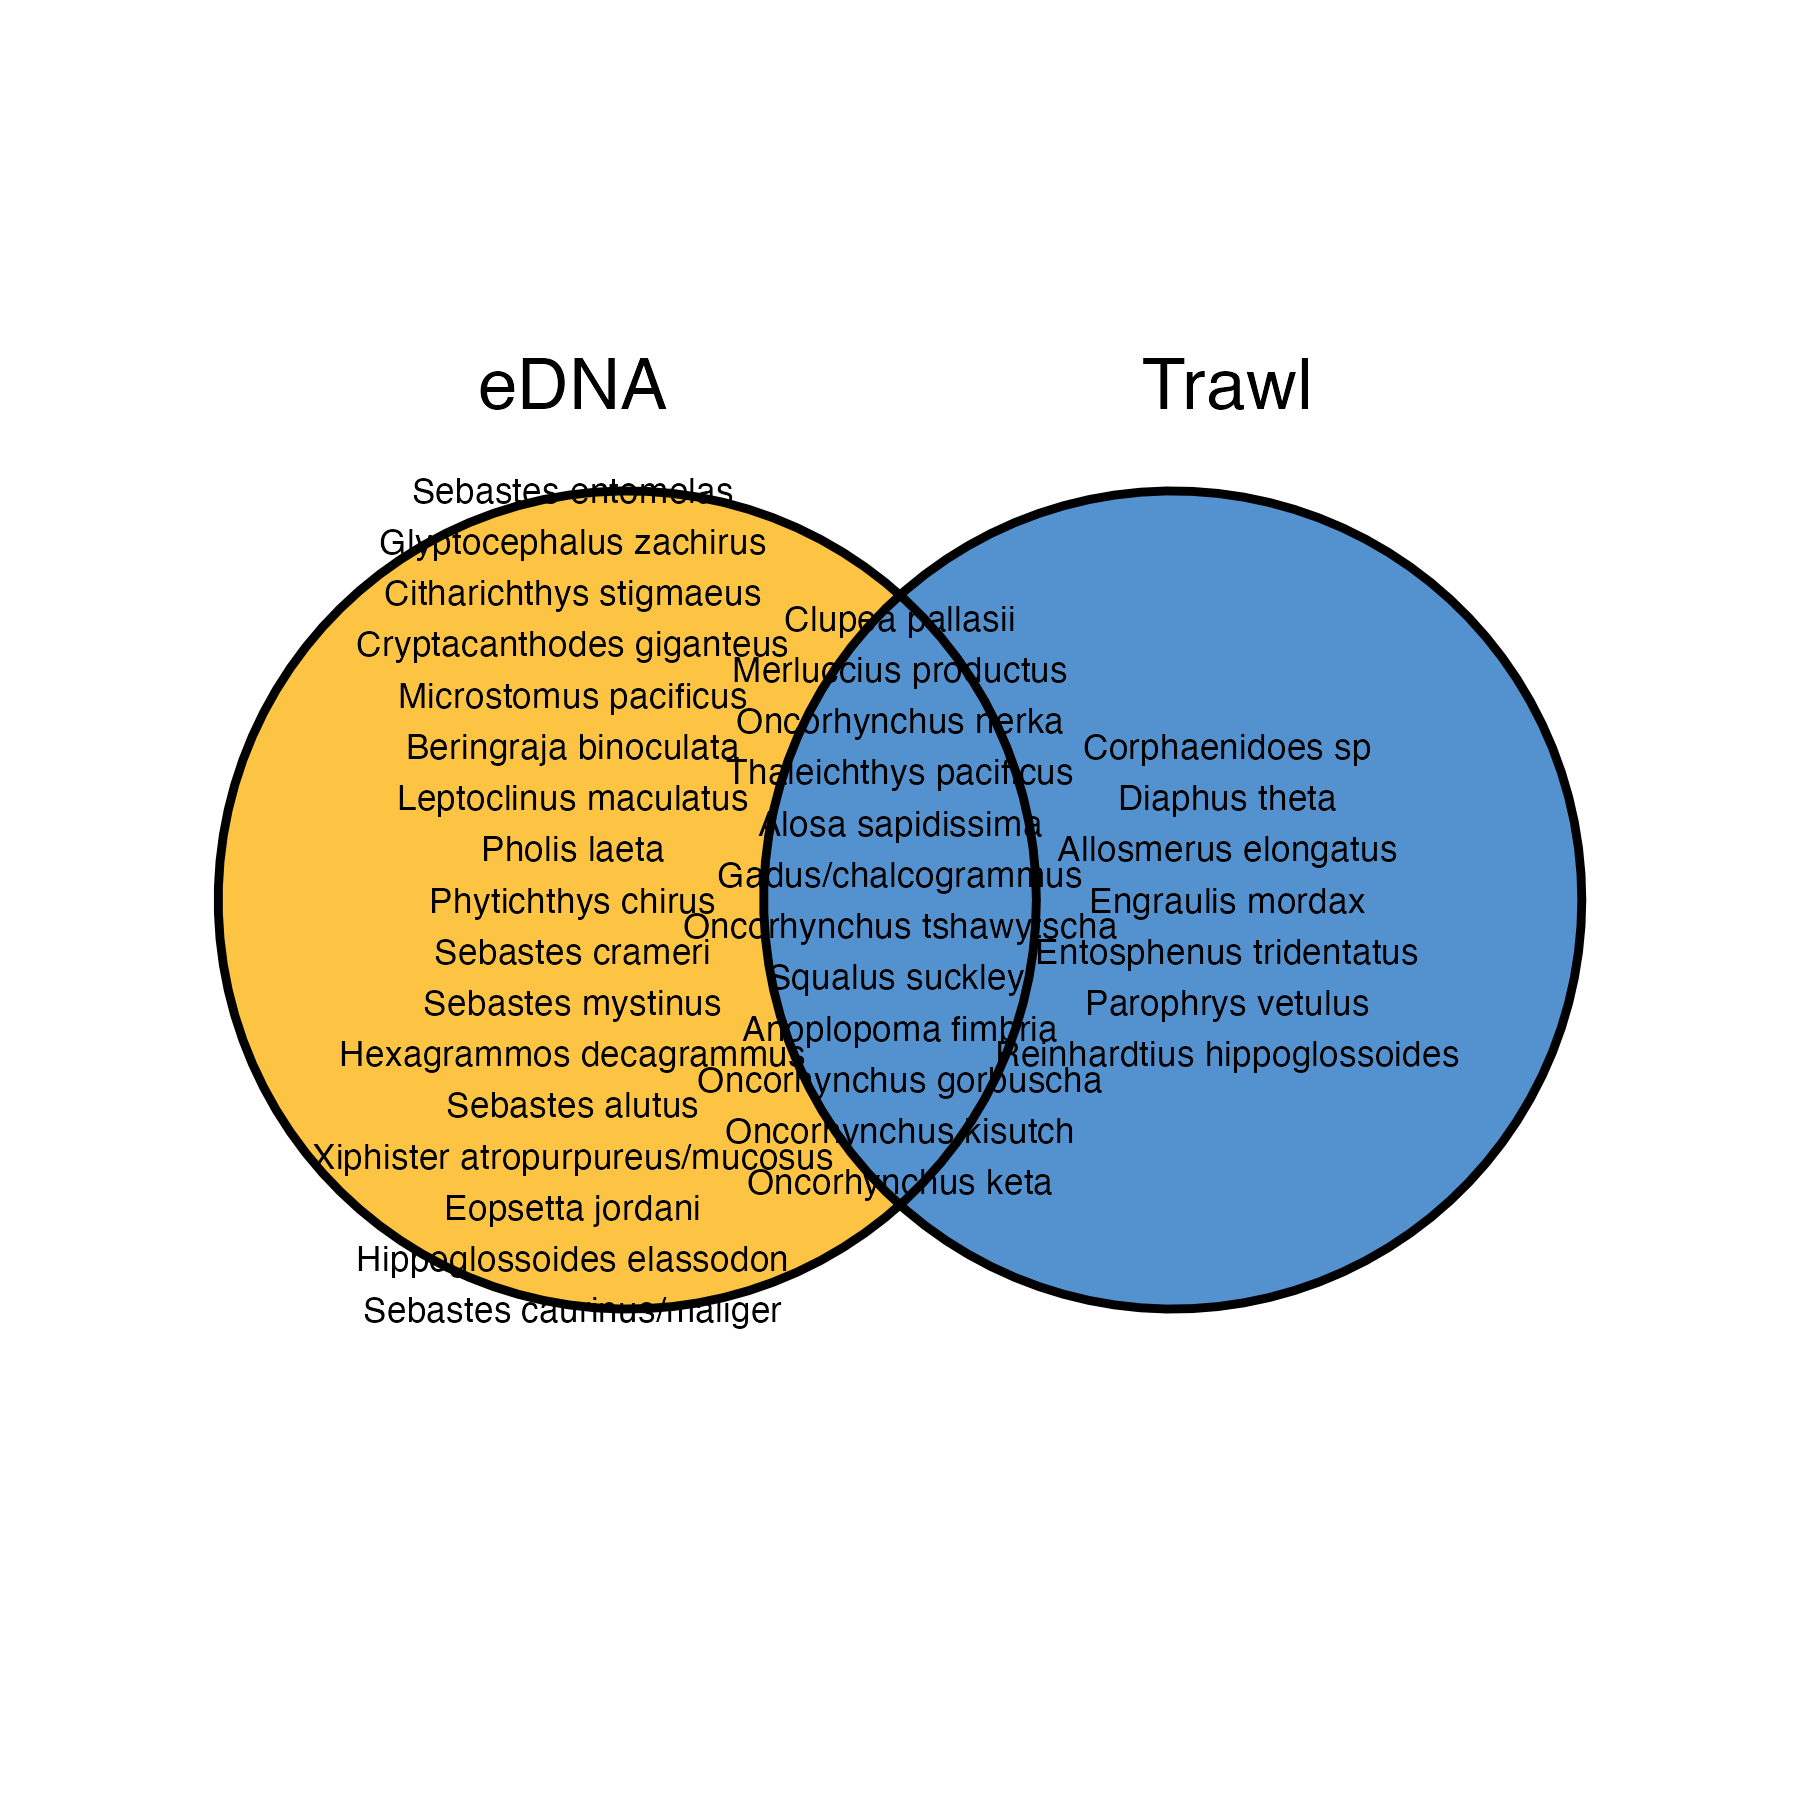 eDNA
Trawl
Sebastes entomelas
Glyptocephalus zachirus
Citharichthys stigmaeus
Cryptacanthodes giganteus
Microstomus pacificus
Beringraja binoculata
Leptoclinus maculatus
Pholis laeta
Phytichthys chirus
Sebastes crameri
Sebastes mystinus
Hexagrammos decagrammus
Sebastes alutus
Xiphister atropurpureus/mucosus
Eopsetta jordani
Hippoglossoides elassodon
Sebastes caurinus/maliger
Clupea pallasii
Merluccius productus
Oncorhynchus nerka
Thaleichthys pacificus
Alosa sapidissima
Gadus/chalcogrammus
Oncorhynchus tshawytscha
Squalus suckley
Anoplopoma fimbria
Oncorhynchus gorbuscha
Oncorhynchus kisutch
Oncorhynchus keta
Corphaenidoes sp
Diaphus theta
Allosmerus elongatus
Engraulis mordax
Entosphenus tridentatus
Parophrys vetulus
Reinhardtius hippoglossoides